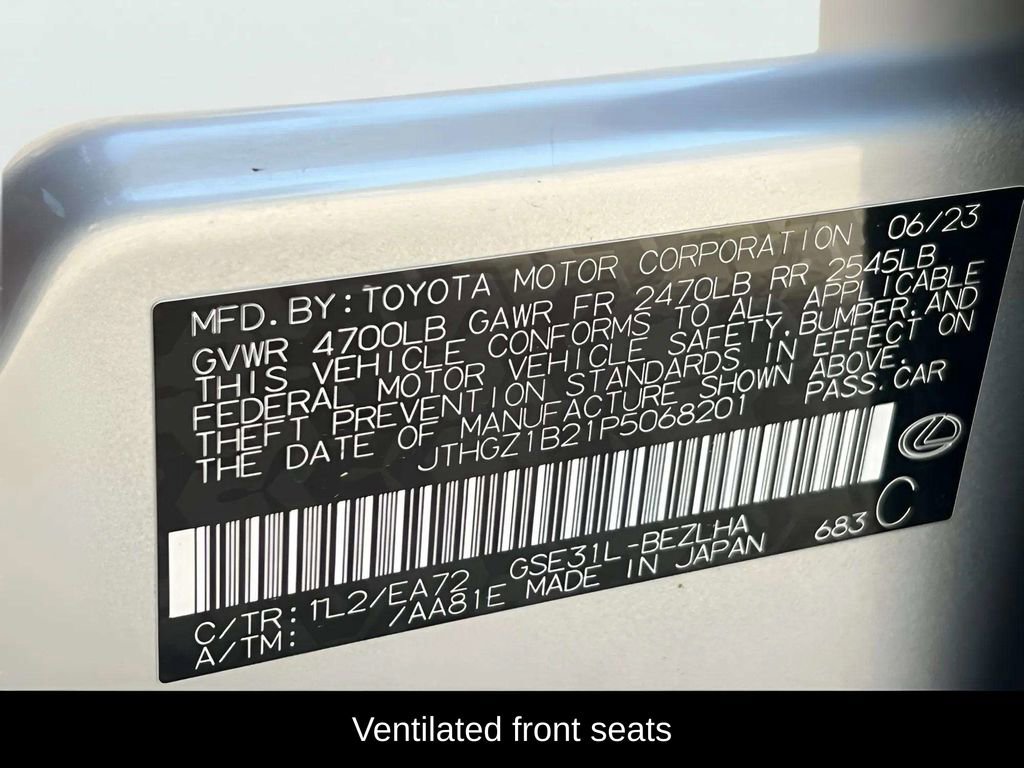 MFD. BY: TOYOTA MOTOR CORPORATION 06/23
GVWR 4700LB GAWR FR 2470LB RR 2545LB
THIS VEHICLE CONFORMS TO ALL APPLICABLE
FEDERAL MOTOR VEHICLE SAFETY, BUMPER, AND
THEFT PREVENTION STANDARDS IN EFFECT ON
THE DATE OF MANUFACTURE SHOWN ABOVE.
JTHGZ1B21P5068201 PASS. CAR
C/TR: 1L2/EA72 GSE31L-BEZLHA 683 C
A/TM: /AA81E MADE IN JAPAN
Ventilated front seats